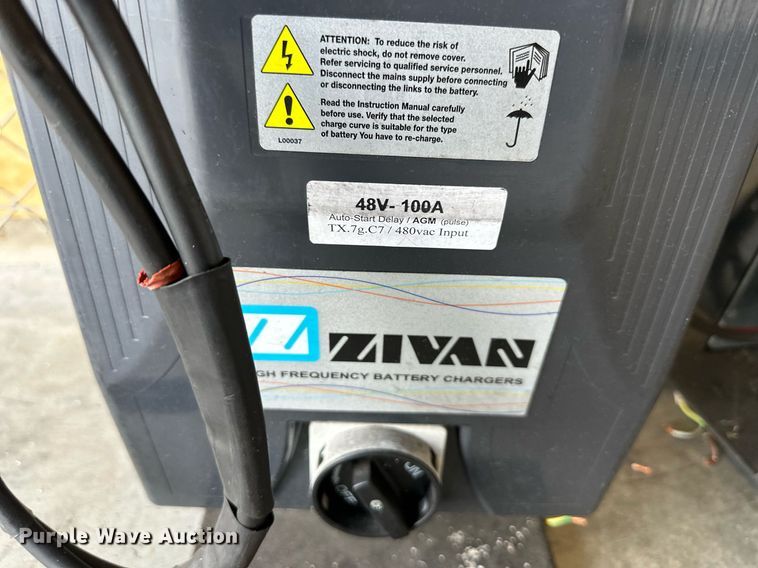 ATTENTION: To reduce the risk of
electric shock, do not remove cover.
Refer servicing to qualified service personnel.
Disconnect the mains supply before connecting
or disconnecting the links to the battery.
Read the Instruction Manual carefully
before use. Verify that the selected
charge curve is suitable for the type
of battery You have to re-charge.
L00037
48V- 100A
Auto-Start Delay / AGM (pulse)
TX.7g.C7 / 480vac Input
ZIVAN
GH FREQUENCY BATTERY CHARGERS
ON
OFF
Purple Wave Auction